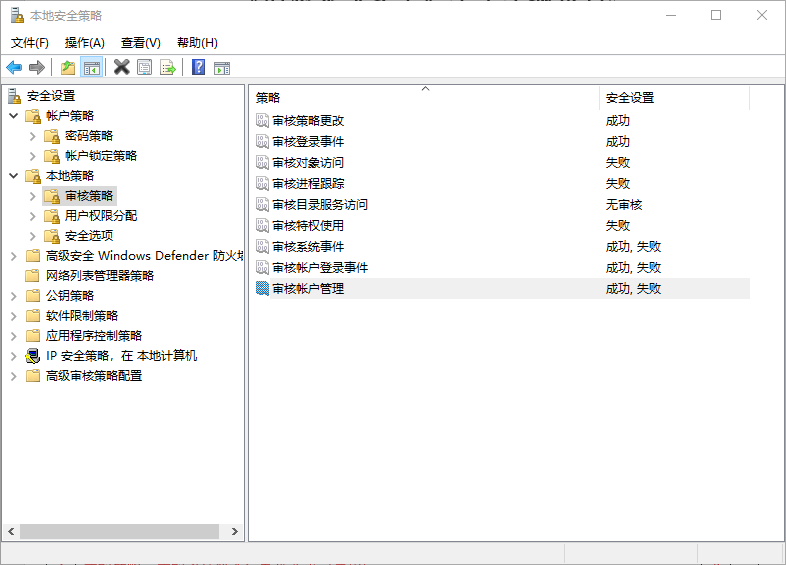 本地安全策略
文件(F) 操作(A) 查看(V) 帮助(H)
安全设置
帐户策略
密码策略
帐户锁定策略
本地策略
审核策略
用户权限分配
安全选项
高级安全 Windows Defender 防火墙
网络列表管理器策略
公钥策略
软件限制策略
应用程序控制策略
IP 安全策略，在 本地计算机
高级审核策略配置
策略 安全设置
审核策略更改 成功
审核登录事件 成功
审核对象访问 失败
审核进程跟踪 失败
审核目录服务访问 无审核
审核特权使用 失败
审核系统事件 成功, 失败
审核帐户登录事件 成功, 失败
审核帐户管理 成功, 失败